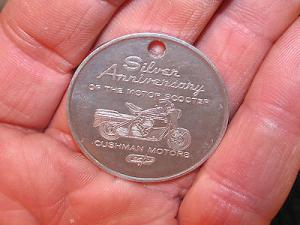 Silver
Anniversary
OF THE MOTOR SCOOTER
CUSHMAN MOTORS